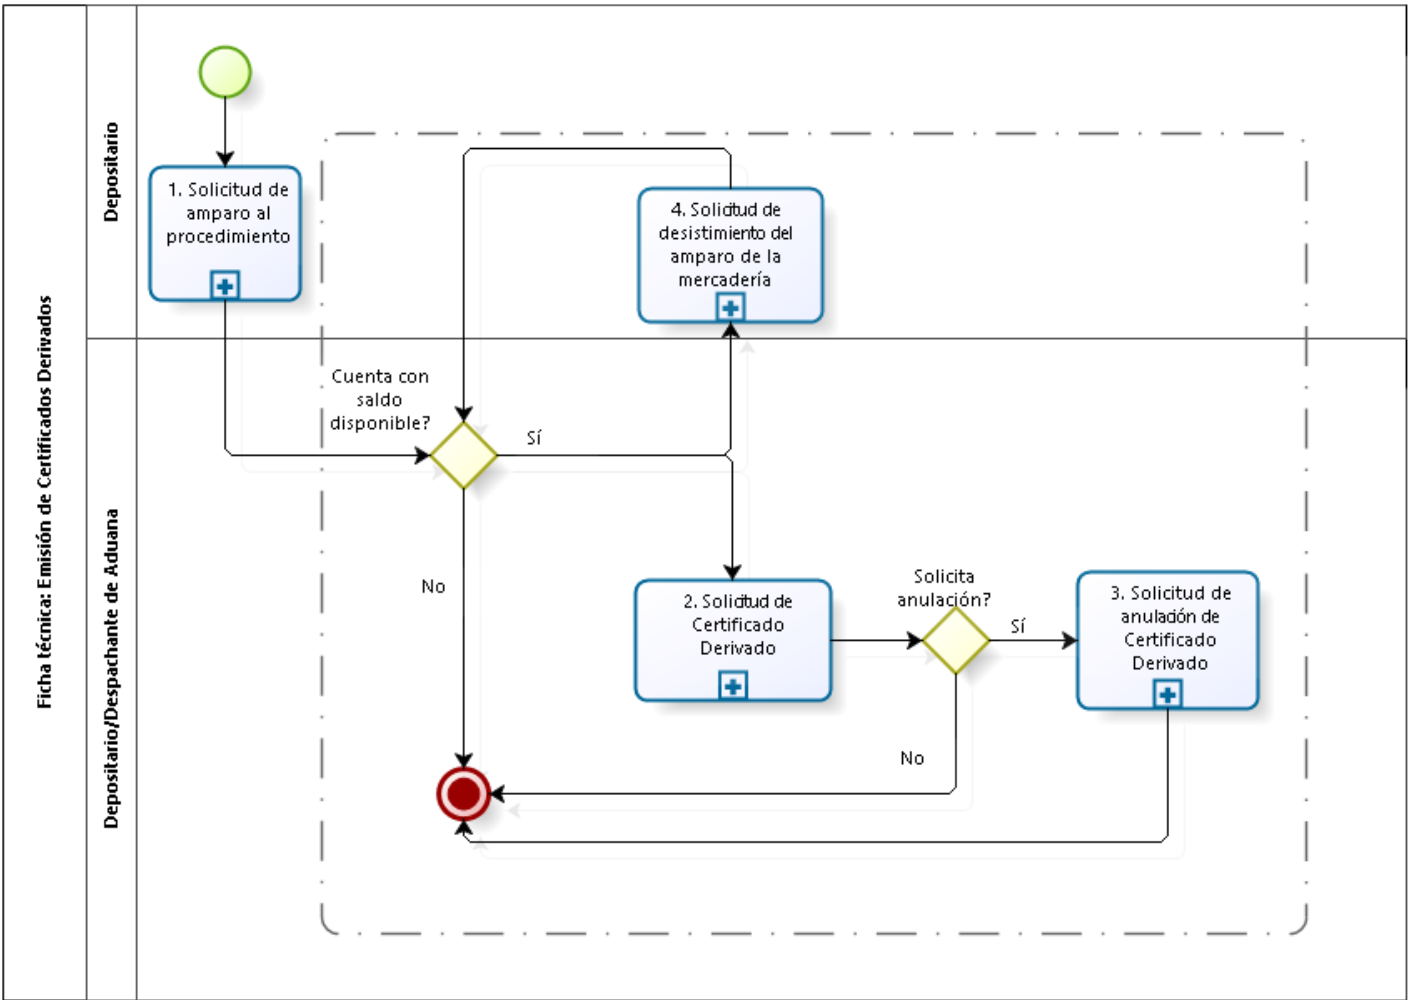 Ficha técnica: Emisión de Certificados Derivados
Depositario
1. Solicitud de
amparo al
procedimiento
4. Solicitud de
desistimiento del
amparo de la
mercadería
Depositario/Despachante de Aduana
Cuenta con
saldo
disponible?
Sí
No
2. Solicitud de
Certificado
Derivado
Solicita
anulación?
Sí
No
3. Solicitud de
anulación de
Certificado
Derivado